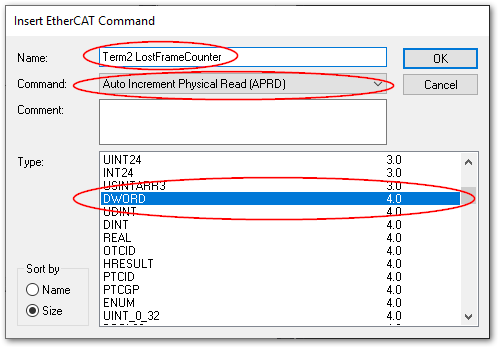 Insert EtherCAT Command
Name: Term2 LostFrameCounter OK
Command: Auto Increment Physical Read (APRD) Cancel
Comment:
Type: UINT24 3.0
INT24 3.0
USINTARR3 3.0
DWORD 4.0
UDINT 4.0
DINT 4.0
REAL 4.0
OTCID 4.0
HRESULT 4.0
PTCID 4.0
PTCGP 4.0
ENUM 4.0
UINT_0_32 4.0
Sort by
Name
Size